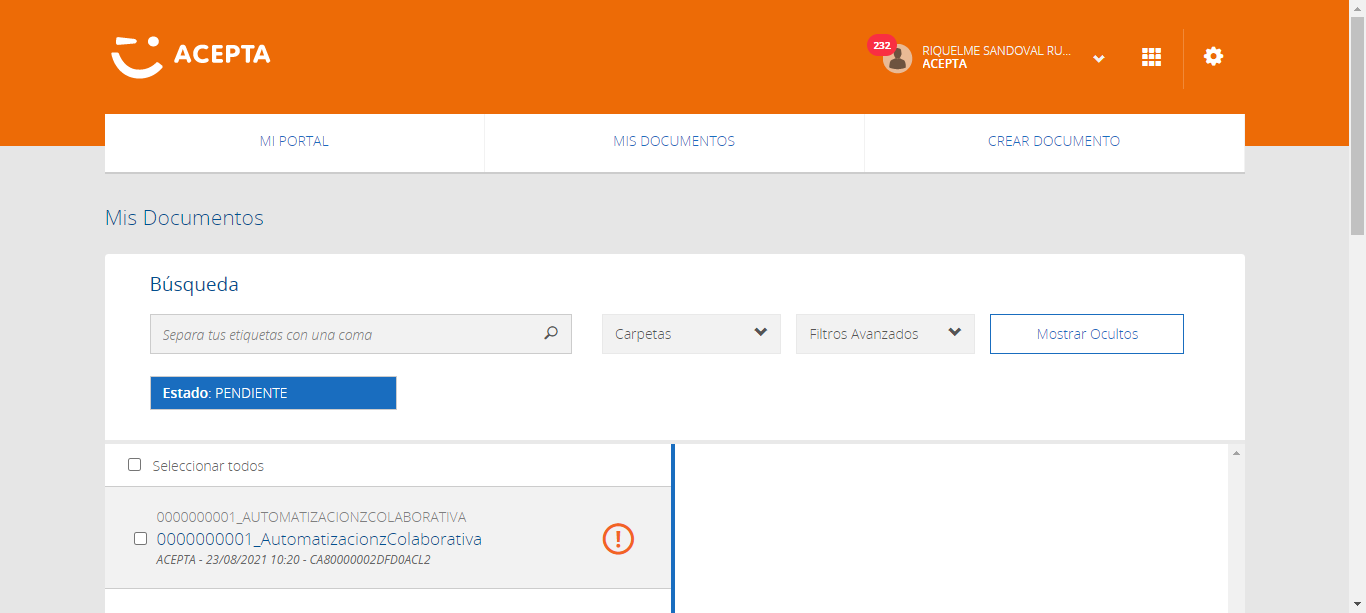 ACEPTA
232
RIQUELME SANDOVAL RU...
ACEPTA
MI PORTAL
MIS DOCUMENTOS
CREAR DOCUMENTO
Mis Documentos
Búsqueda
Separa tus etiquetas con una coma
Carpetas
Filtros Avanzados
Mostrar Ocultos
Estado: PENDIENTE
Seleccionar todos
0000000001_AUTOMATIZACIONZCOLABORATIVA
0000000001_AutomatizacionzColaborativa
ACEPTA - 23/08/2021 10:20 - CA80000002DFD0ACL2